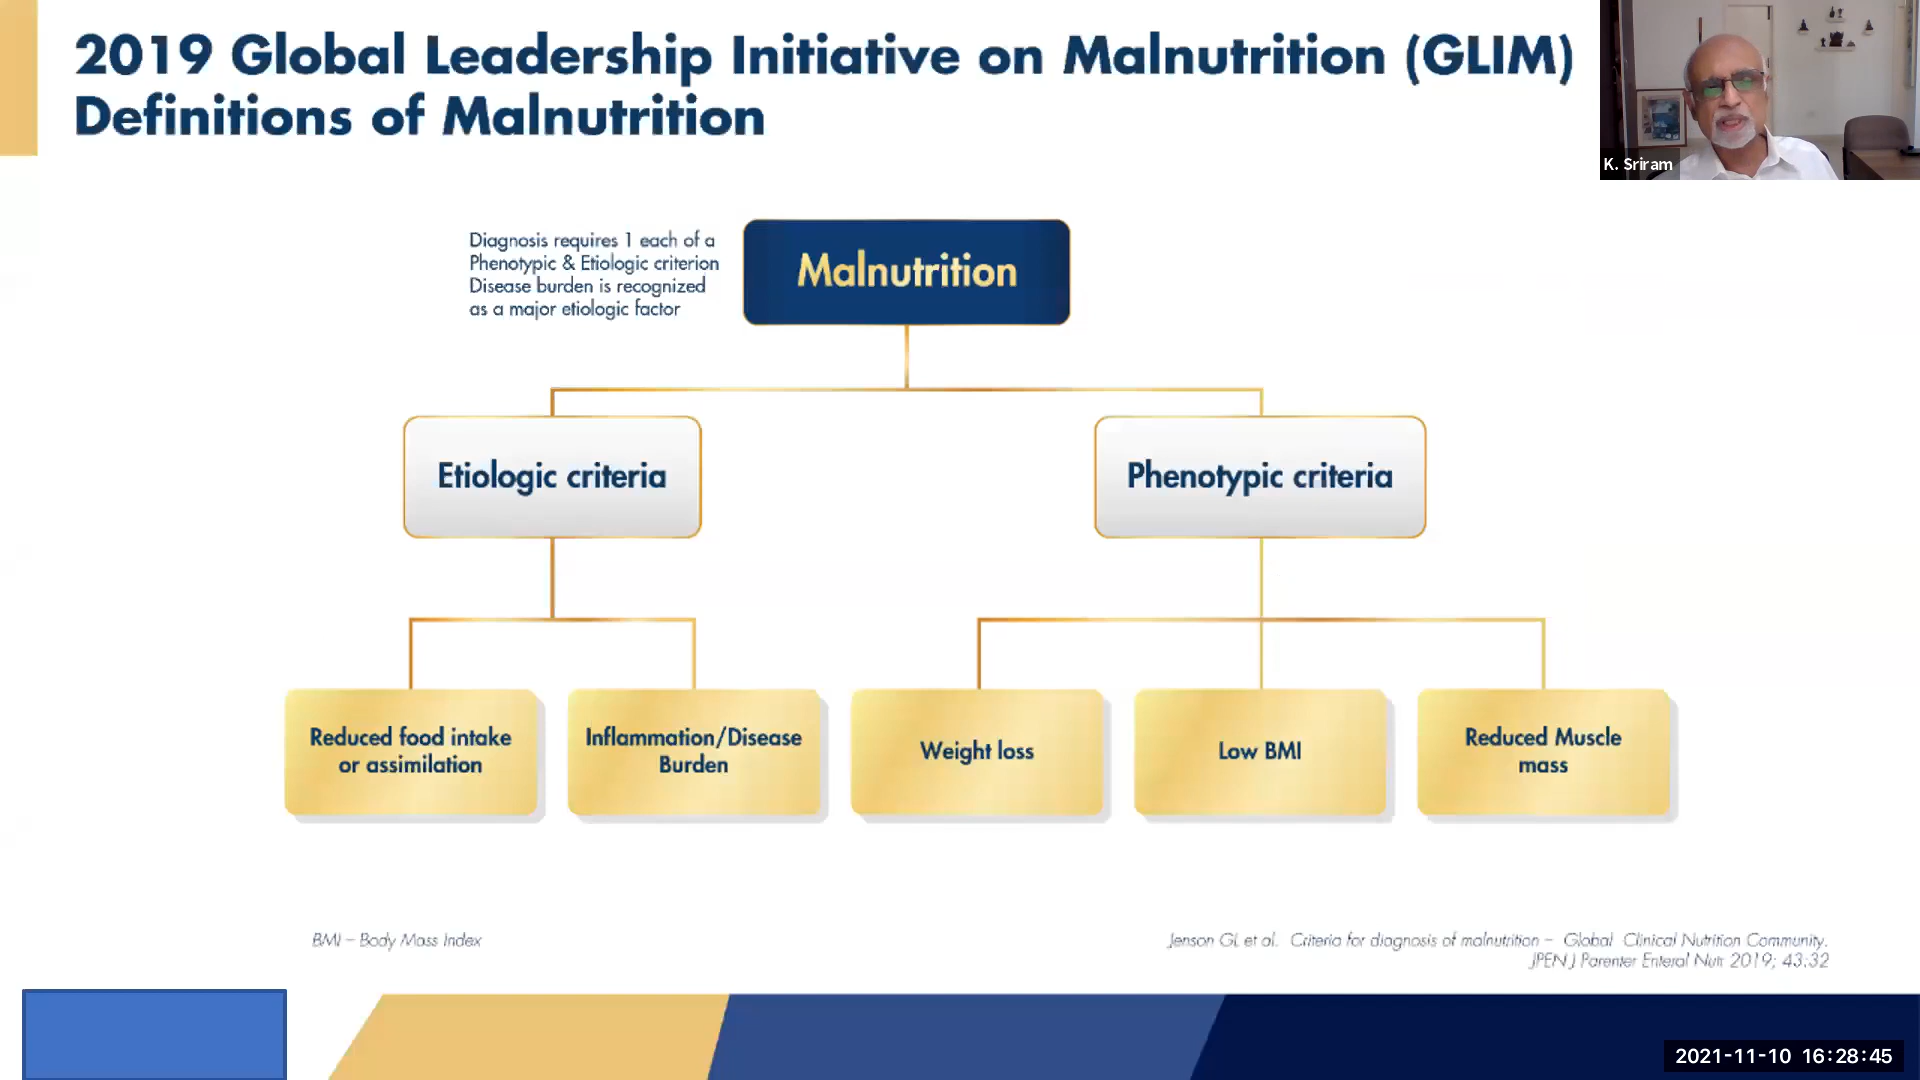 2019 Global Leadership Initiative on Malnutrition (GLIM)
Definitions of Malnutrition
K. Sriram
Diagnosis requires 1 each of a
Phenotypic & Etiologic criterion
Disease burden is recognized
as a major etiologic factor
Malnutrition
Etiologic criteria
Phenotypic criteria
Reduced food intake
or assimilation
Inflammation/Disease
Burden
Weight loss
Low BMI
Reduced Muscle
mass
BMI – Body Mass Index
Jenson GL et al. Criteria for diagnosis of malnutrition – Global Clinical Nutrition Community.
JPEN J Parenter Enteral Nutr 2019; 43:32
2021-11-10 16:28:45